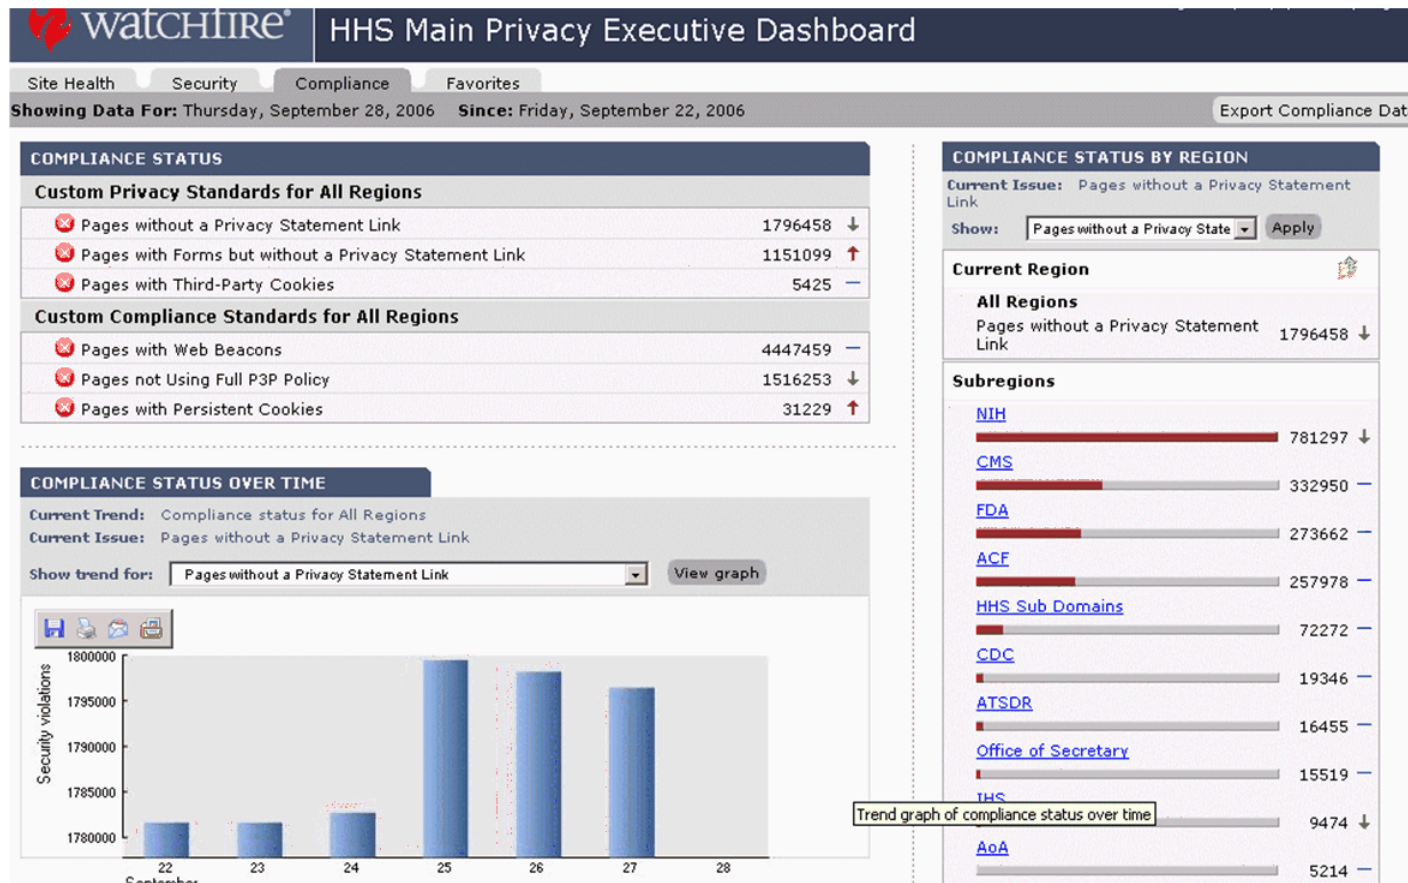 WatchfIRE®
HHS Main Privacy Executive Dashboard
Site Health Security Compliance Favorites
Showing Data For: Thursday, September 28, 2006 Since: Friday, September 22, 2006
Export Compliance Dat
COMPLIANCE STATUS
Custom Privacy Standards for All Regions
Pages without a Privacy Statement Link 1796458 ↓
Pages with Forms but without a Privacy Statement Link 1151099 ↑
Pages with Third-Party Cookies 5425 —
Custom Compliance Standards for All Regions
Pages with Web Beacons 4447459 —
Pages not Using Full P3P Policy 1516253 ↓
Pages with Persistent Cookies 31229 ↑
COMPLIANCE STATUS OVER TIME
Current Trend: Compliance status for All Regions
Current Issue: Pages without a Privacy Statement Link
Show trend for: Pages without a Privacy Statement Link View graph
Security violations
1800000
1795000
1790000
1785000
1780000
22 23 24 25 26 27 28
September
COMPLIANCE STATUS BY REGION
Current Issue: Pages without a Privacy Statement
Link
Show: Pages without a Privacy State Apply
Current Region
All Regions
Pages without a Privacy Statement
Link 1796458 ↓
Subregions
NIH
781297 ↓
CMS
332950 —
FDA
273662 —
ACF
257978 —
HHS Sub Domains
72272 —
CDC
19346 —
ATSDR
16455 —
Office of Secretary
15519 —
IHS
Trend graph of compliance status over time
9474 ↓
AoA
5214 —